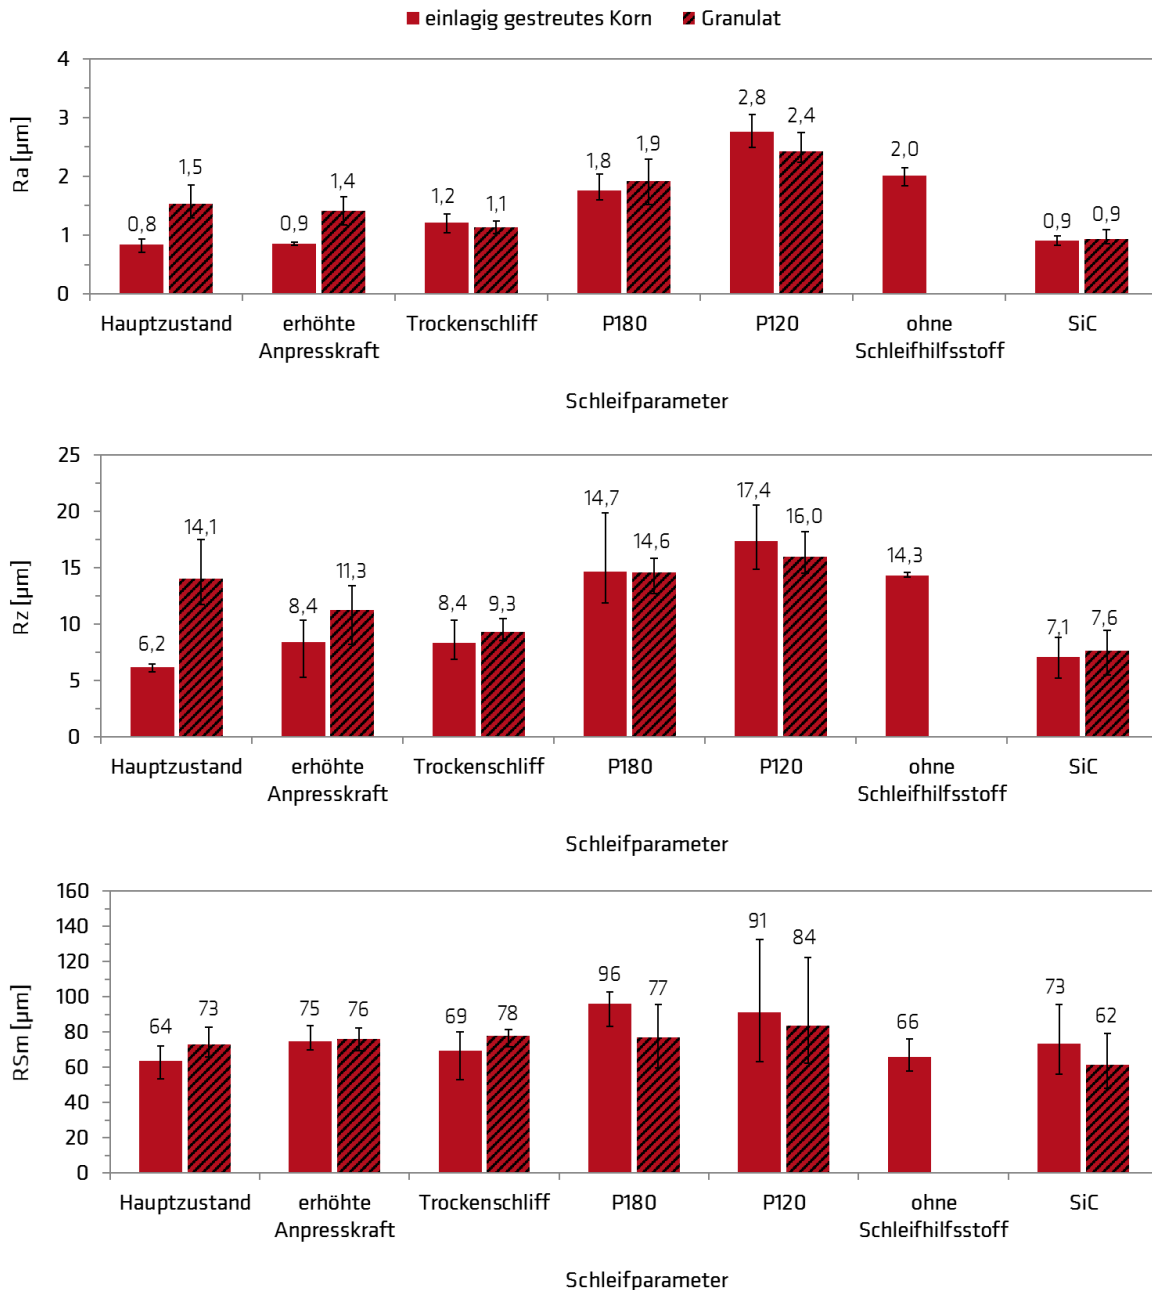 einlagig gestreutes Korn Granulat
Ra [µm]
4
3
2
1
0
0,8 1,5 0,9 1,4 1,2 1,1 1,8 1,9 2,8 2,4 2,0 0,9 0,9
Hauptzustand erhöhte Trockenschliff P180 P120 ohne SiC
Anpresskraft Schleifhilfsstoff
Schleifparameter
Rz [µm]
25
20
15
10
5
0
6,2 14,1 8,4 11,3 8,4 9,3 14,7 14,6 17,4 16,0 14,3 7,1 7,6
Hauptzustand erhöhte Trockenschliff P180 P120 ohne SiC
Anpresskraft Schleifhilfsstoff
Schleifparameter
RSm [µm]
160
140
120
100
80
60
40
20
0
64 73 75 76 69 78 96 77 91 84 66 73 62
Hauptzustand erhöhte Trockenschliff P180 P120 ohne SiC
Anpresskraft Schleifhilfsstoff
Schleifparameter